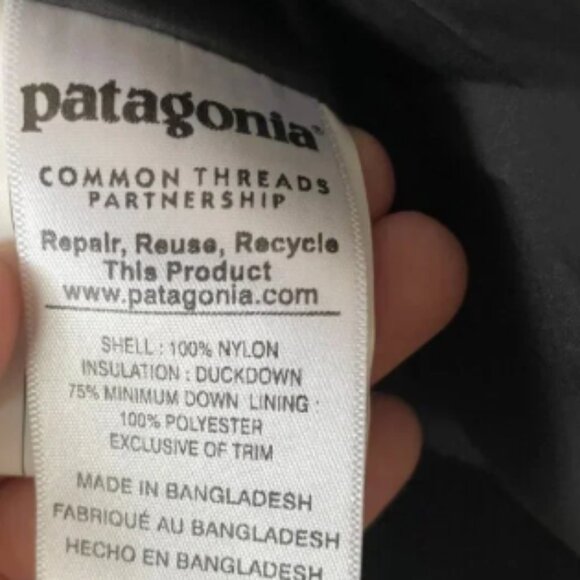 patagonia®
COMMON THREADS
PARTNERSHIP
Repair, Reuse, Recycle
This Product
www.patagonia.com
SHELL : 100% NYLON
INSULATION : DUCKDOWN
75% MINIMUM DOWN LINING :
100% POLYESTER
EXCLUSIVE OF TRIM
MADE IN BANGLADESH
FABRIQUÉ AU BANGLADESH
HECHO EN BANGLADESH